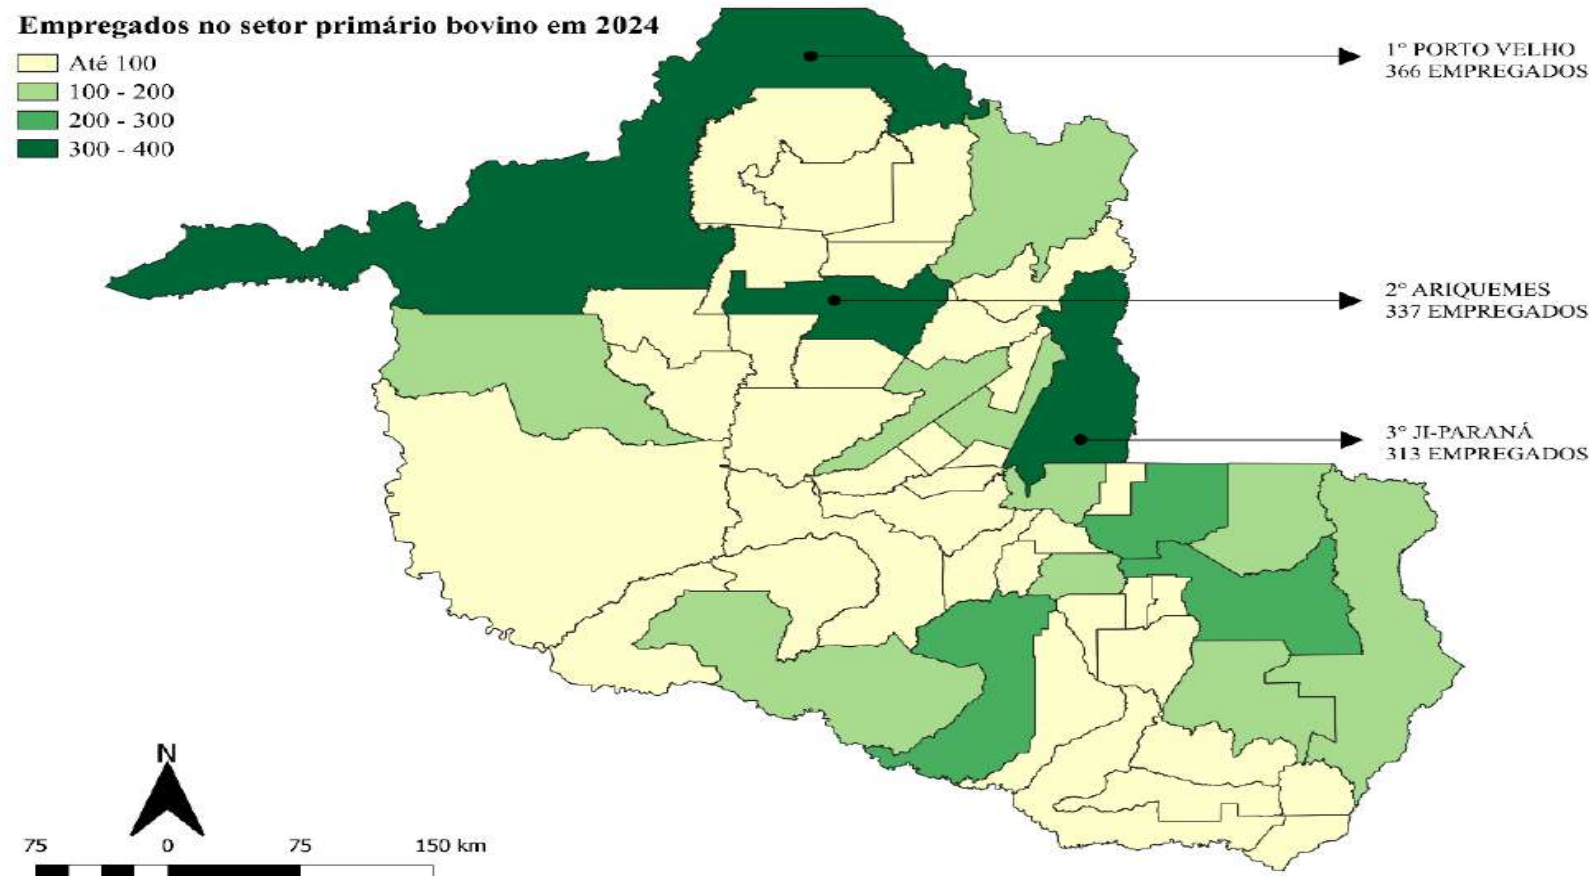 Empregados no setor primário bovino em 2024
Até 100
100 - 200
200 - 300
300 - 400
1° PORTO VELHO
366 EMPREGADOS
2° ARIQUEMES
337 EMPREGADOS
3° JI-PARANÁ
313 EMPREGADOS
N
75 0 75 150 km